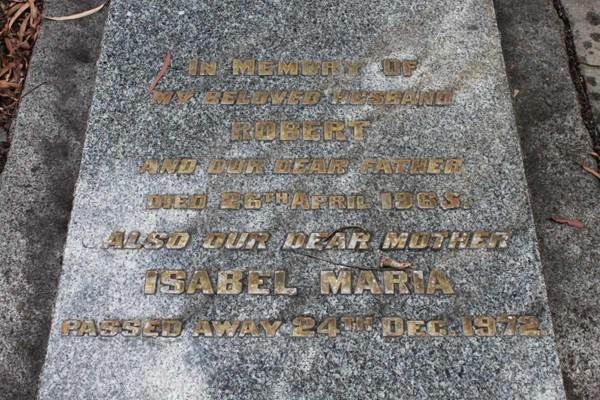 In Memory Of
MY BELOVED HUSBAND
ROBERT
AND OUR DEAR FATHER
DIED 26TH APRIL 1965.
ALSO OUR DEAR MOTHER
ISABEL MARIA
PASSED AWAY 24TH DEC. 1972.